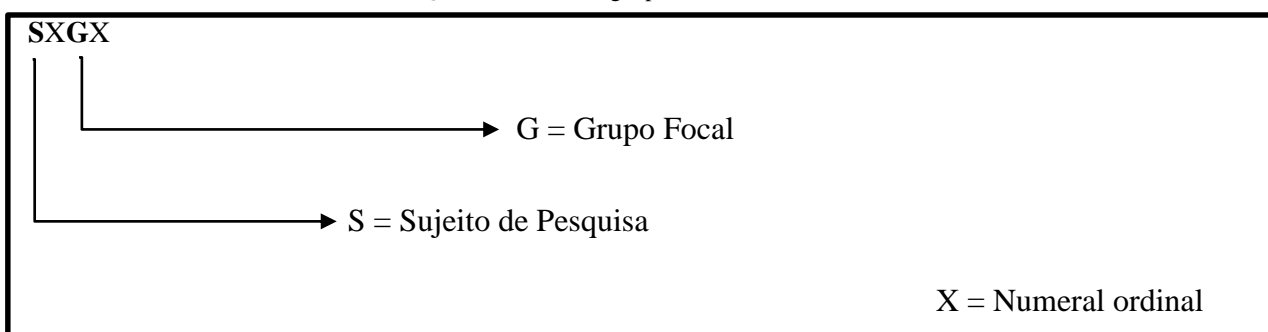 SXGX
G = Grupo Focal
S = Sujeito de Pesquisa
X = Numeral ordinal